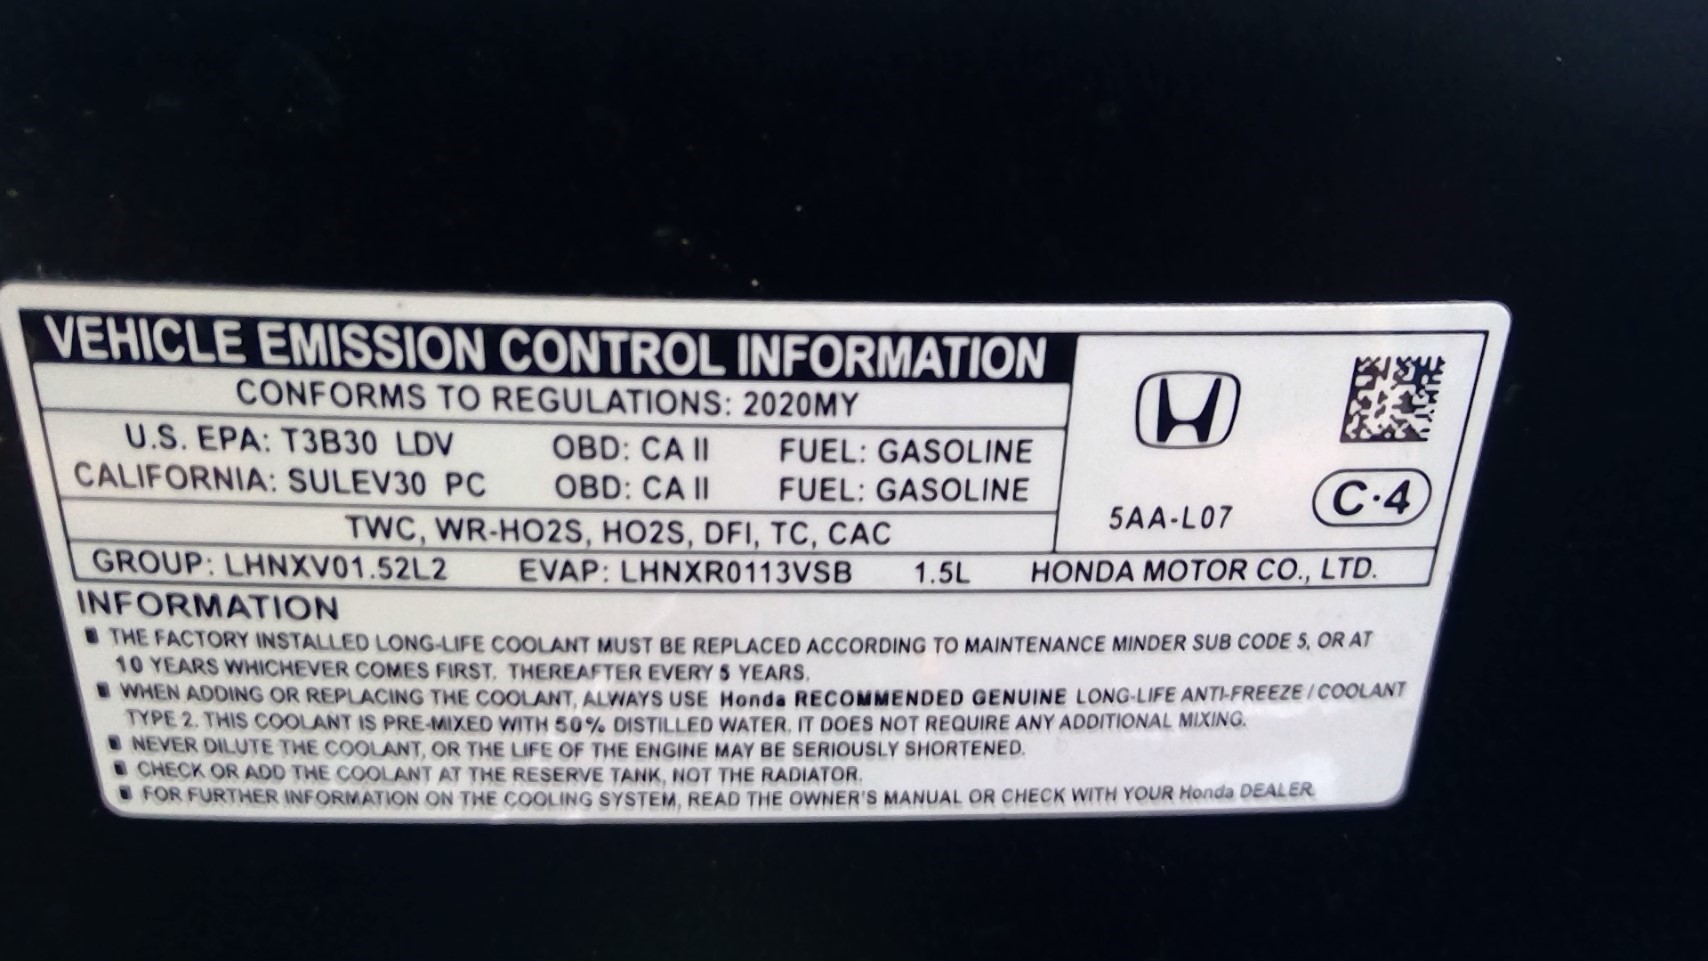 VEHICLE EMISSION CONTROL INFORMATION
CONFORMS TO REGULATIONS: 2020MY
U.S. EPA: T3B30 LDV OBD: CA II FUEL: GASOLINE
CALIFORNIA: SULEV30 PC OBD: CA II FUEL: GASOLINE
TWC, WR-HO2S, HO2S, DFI, TC, CAC
5AA-L07
C·4
GROUP: LHNXV01.52L2 EVAP: LHNXR0113VSB 1.5L HONDA MOTOR CO., LTD.
INFORMATION
■ THE FACTORY INSTALLED LONG-LIFE COOLANT MUST BE REPLACED ACCORDING TO MAINTENANCE MINDER SUB CODE 5, OR AT
10 YEARS WHICHEVER COMES FIRST. THEREAFTER EVERY 5 YEARS.
■ WHEN ADDING OR REPLACING THE COOLANT, ALWAYS USE Honda RECOMMENDED GENUINE LONG-LIFE ANTI-FREEZE / COOLANT
TYPE 2. THIS COOLANT IS PRE-MIXED WITH 50% DISTILLED WATER. IT DOES NOT REQUIRE ANY ADDITIONAL MIXING.
■ NEVER DILUTE THE COOLANT, OR THE LIFE OF THE ENGINE MAY BE SERIOUSLY SHORTENED.
■ CHECK OR ADD THE COOLANT AT THE RESERVE TANK, NOT THE RADIATOR.
■ FOR FURTHER INFORMATION ON THE COOLING SYSTEM, READ THE OWNER'S MANUAL OR CHECK WITH YOUR Honda DEALER